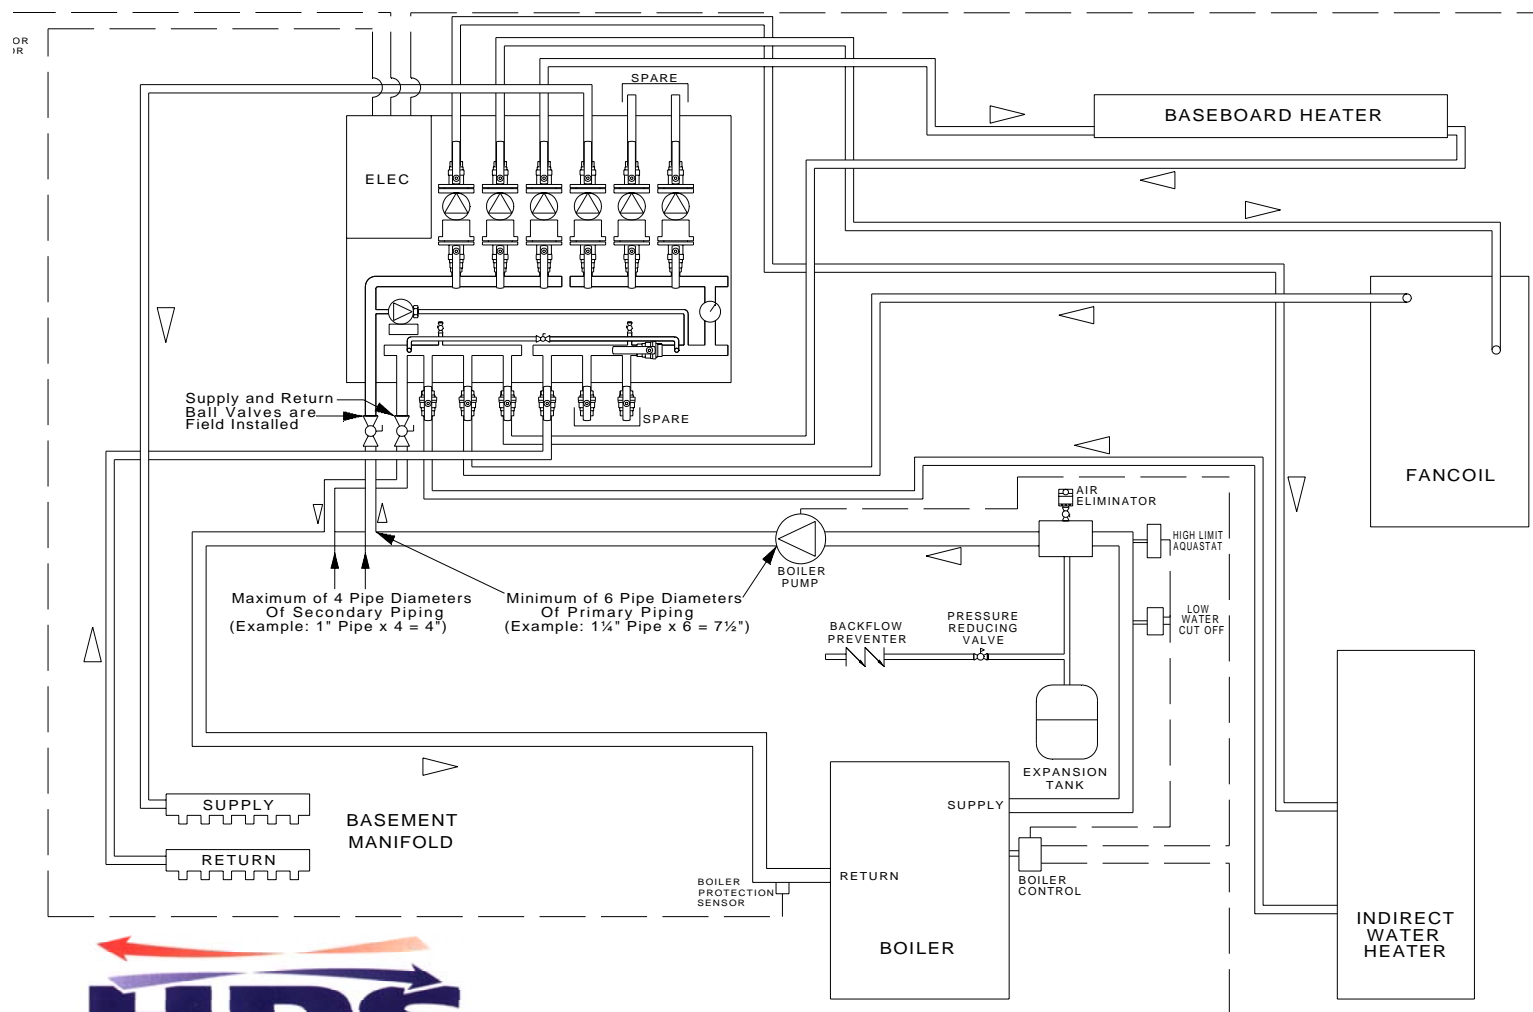 OR
OR
SPARE
BASEBOARD HEATER
ELEC
Supply and Return
Ball Valves are
Field Installed
SPARE
FANCOIL
AIR
ELIMINATOR
HIGH LIMIT
AQUASTAT
BOILER
PUMP
Maximum of 4 Pipe Diameters
Of Secondary Piping
(Example: 1" Pipe x 4 = 4")
Minimum of 6 Pipe Diameters
Of Primary Piping
(Example: 1¼" Pipe x 6 = 7½")
BACKFLOW
PREVENTER
PRESSURE
REDUCING
VALVE
LOW
WATER
CUT OFF
EXPANSION
TANK
SUPPLY
BASEMENT
MANIFOLD
RETURN
SUPPLY
RETURN
BOILER
PROTECTION
SENSOR
BOILER
CONTROL
BOILER
INDIRECT
WATER
HEATER